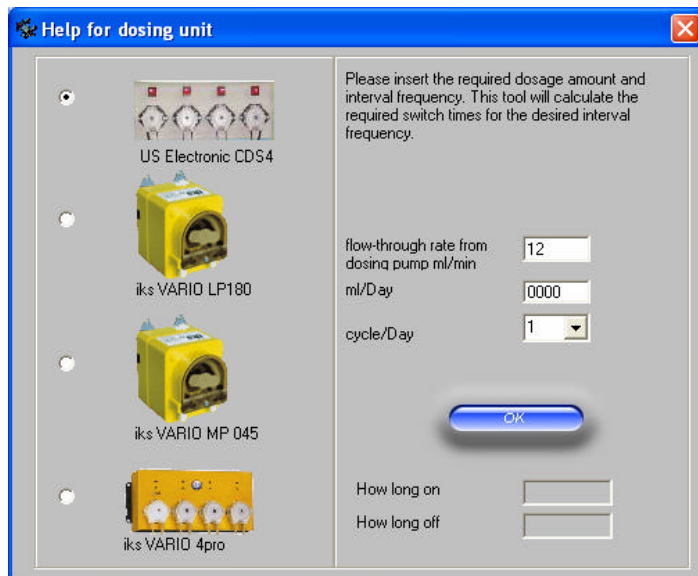 Help for dosing unit
US Electronic CDS4
iks VARIO LP180
iks VARIO MP 045
iks VARIO 4pro
Please insert the required dosage amount and
interval frequency. This tool will calculate the
required switch times for the desired interval
frequency.
flow-through rate from
dosing pump ml/min
12
ml/Day
0000
cycle/Day
1
OK
How long on
How long off